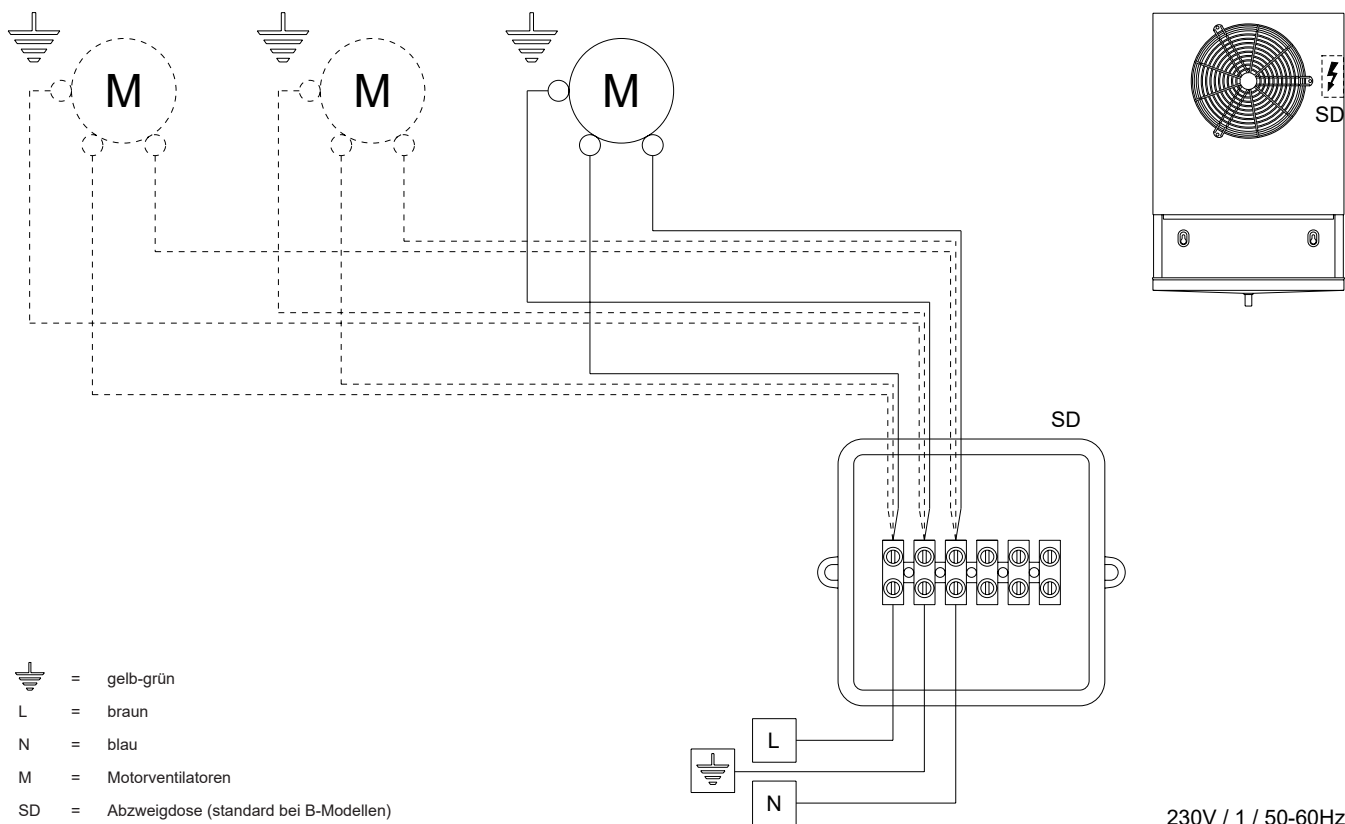 M
M
M
SD
SD
= gelb-grün
L = braun
N = blau
M = Motorventilatoren
SD = Abzweigdose (standard bei B-Modellen)
L
N
230V / 1 / 50-60Hz